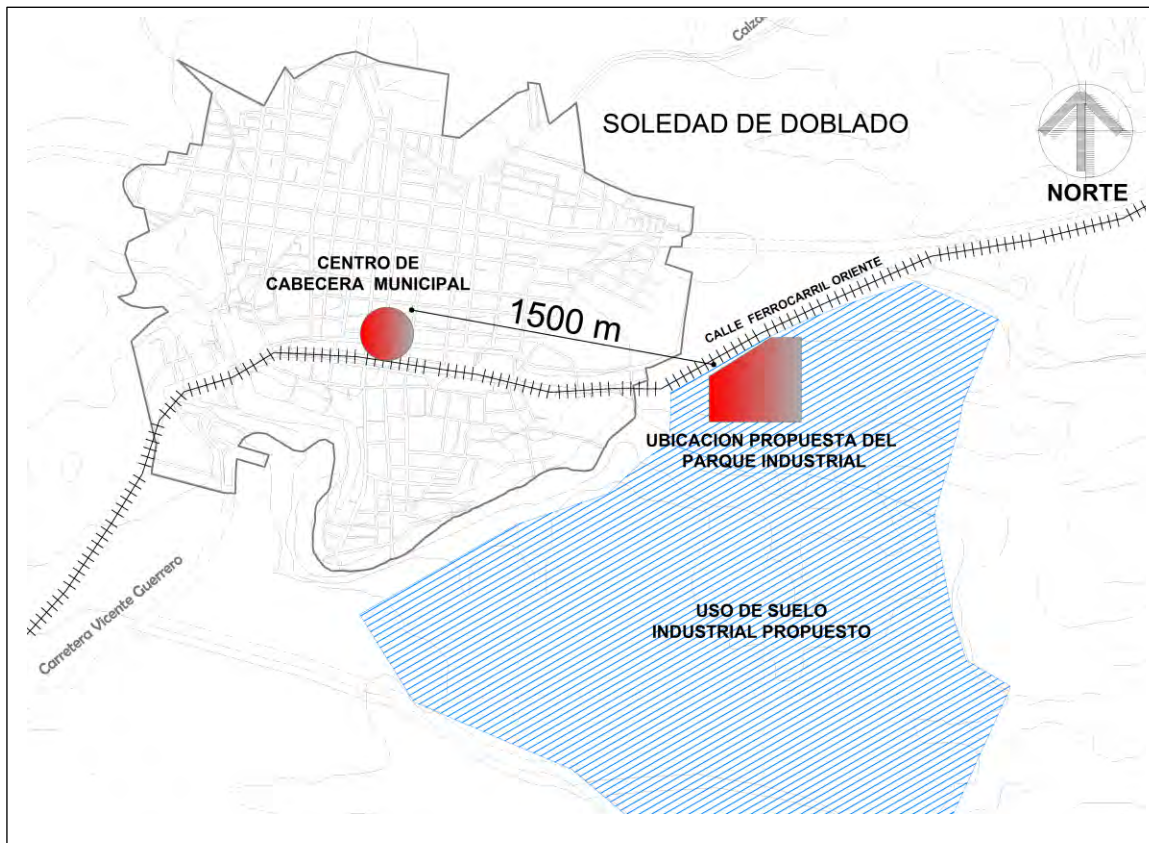 Calza
SOLEDAD DE DOBLADO
NORTE
CENTRO DE
CABECERA MUNICIPAL
1500 m
CALLE FERROCARRIL ORIENTE
UBICACION PROPUESTA DEL
PARQUE INDUSTRIAL
Carretera Vicente Guerrero
USO DE SUELO
INDUSTRIAL PROPUESTO